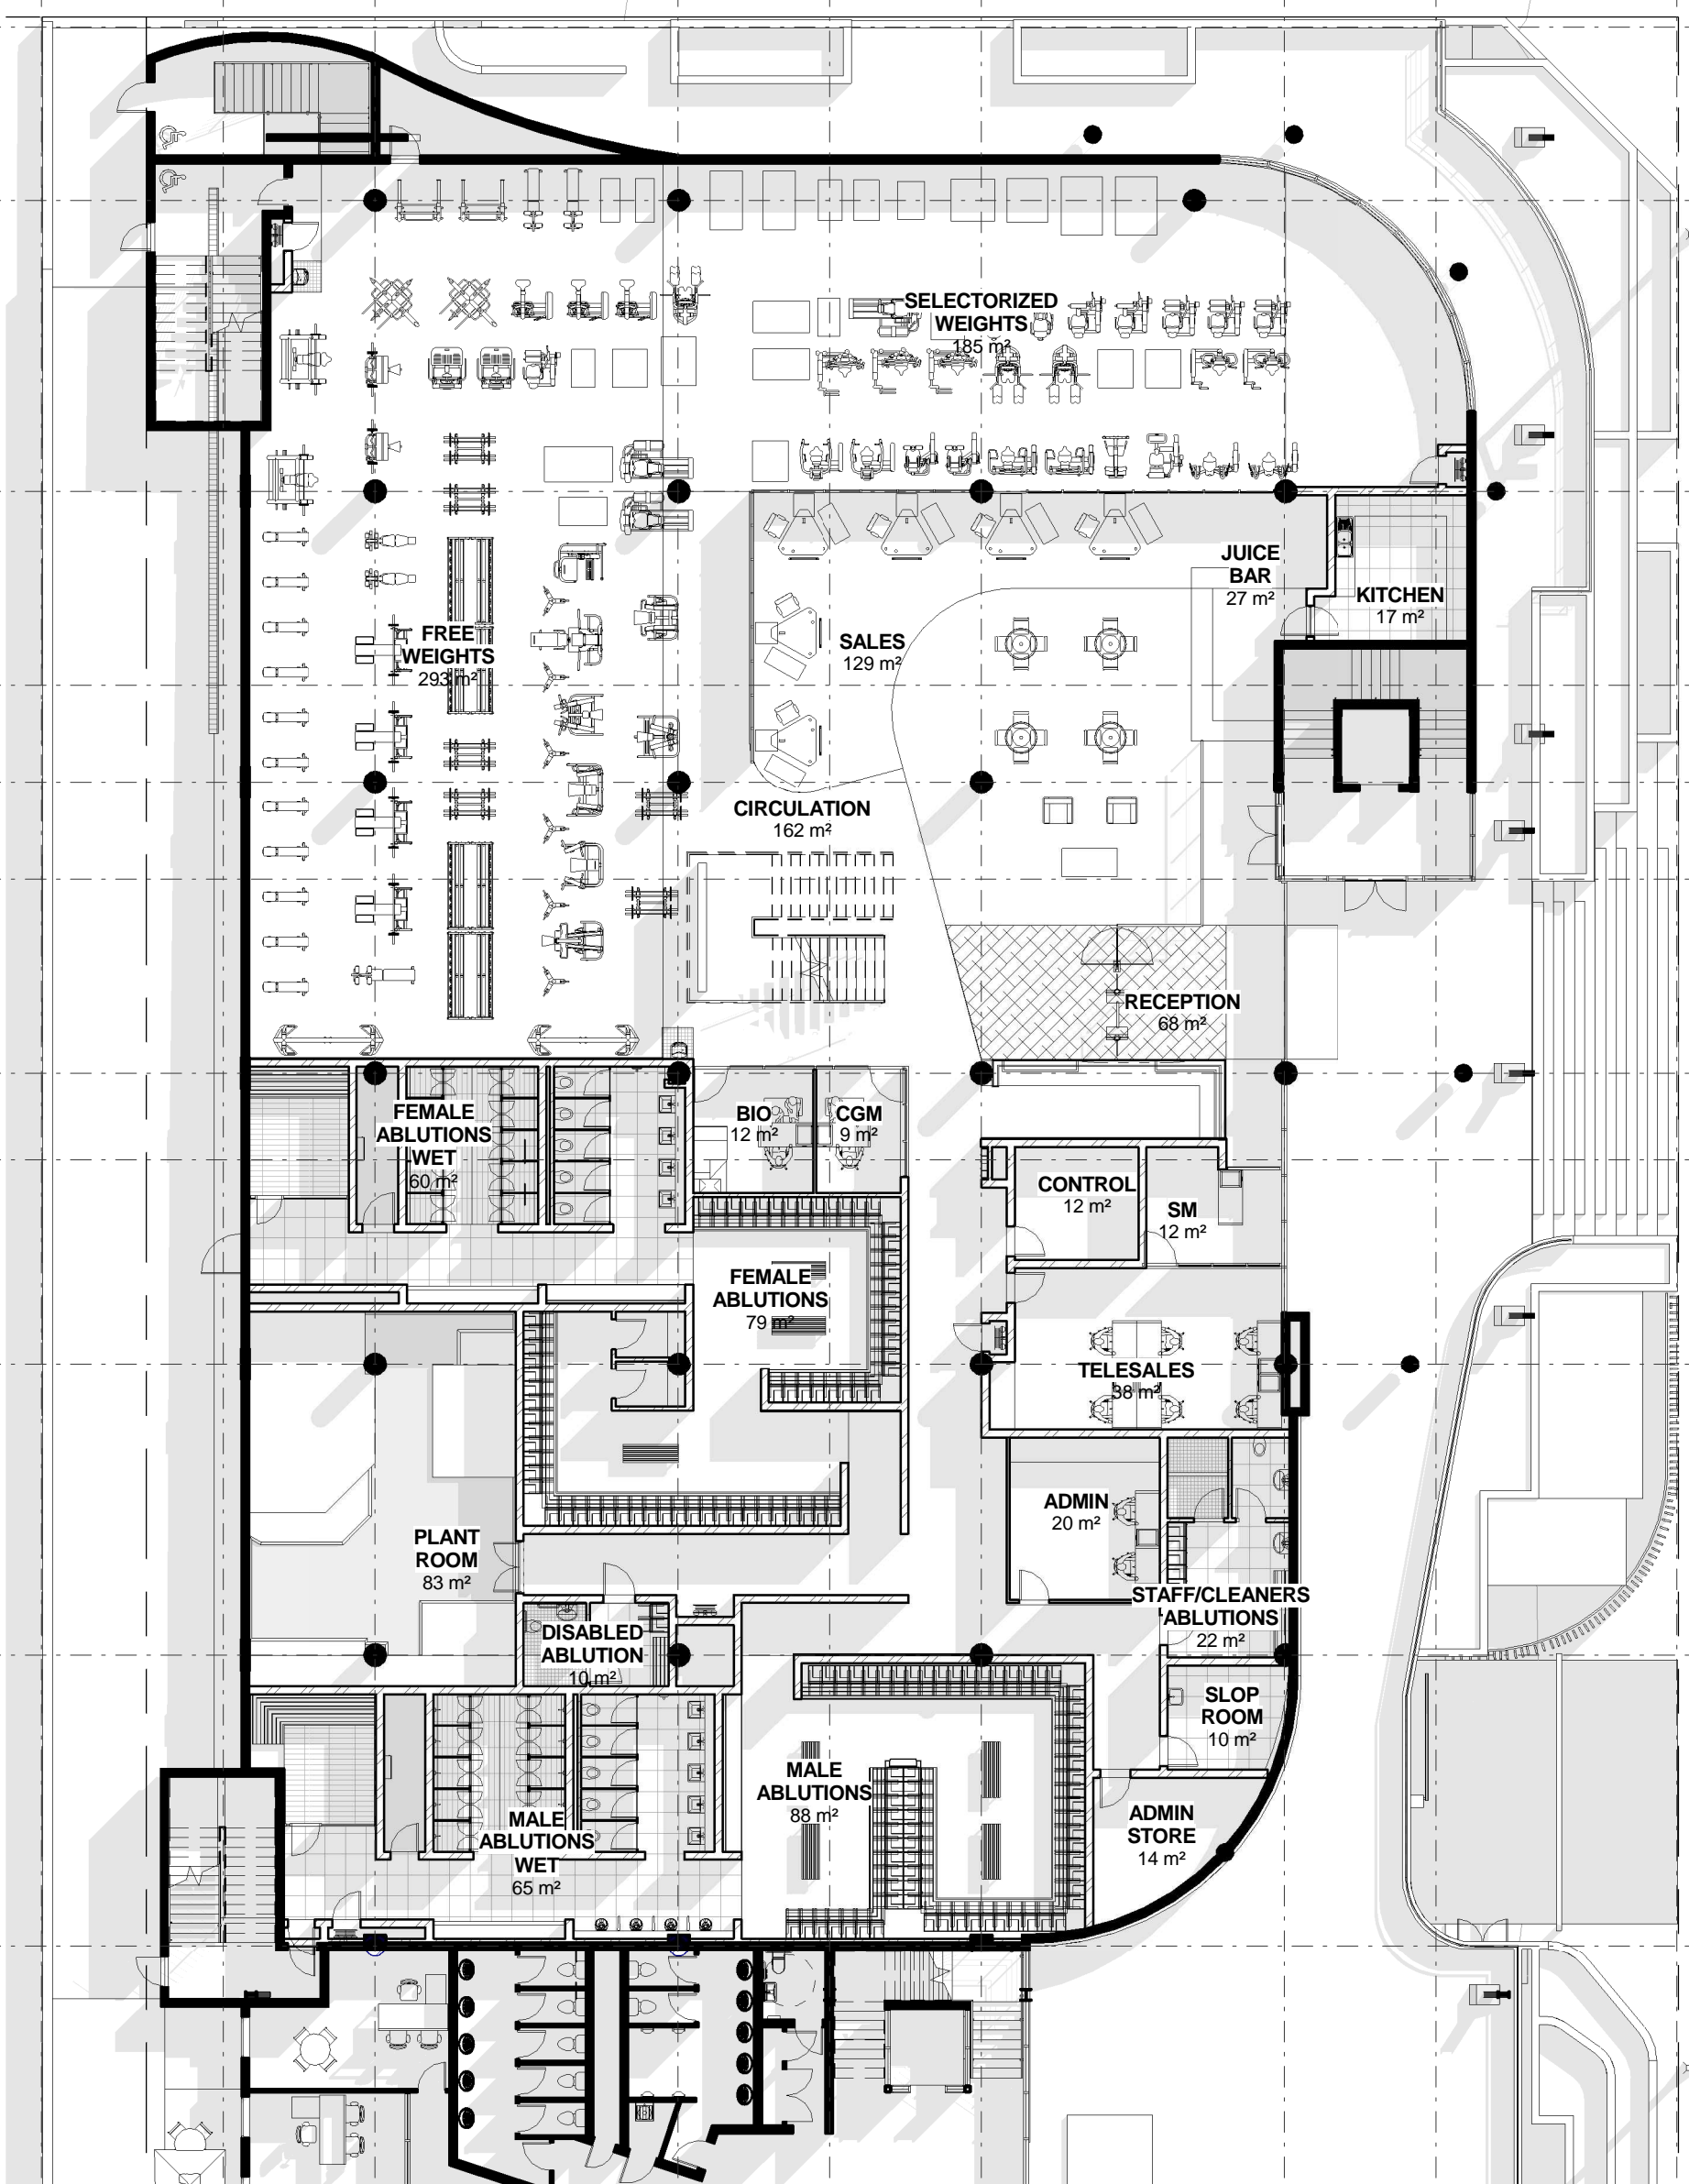 SELECTORIZED
WEIGHTS
185 m²
JUICE
BAR
27 m²
KITCHEN
17 m²
FREE
WEIGHTS
293 m²
SALES
129 m²
CIRCULATION
162 m²
RECEPTION
68 m²
FEMALE
ABLUTIONS
WET
60 m²
BIO
12 m²
CGM
9 m²
CONTROL
12 m²
SM
12 m²
FEMALE
ABLUTIONS
79 m²
TELESALES
38 m²
ADMIN
20 m²
PLANT
ROOM
83 m²
STAFF/CLEANERS
ABLUTIONS
22 m²
DISABLED
ABLUTION
10 m²
SLOP
ROOM
10 m²
MALE
ABLUTIONS
88 m²
MALE
ABLUTIONS
WET
65 m²
ADMIN
STORE
14 m²